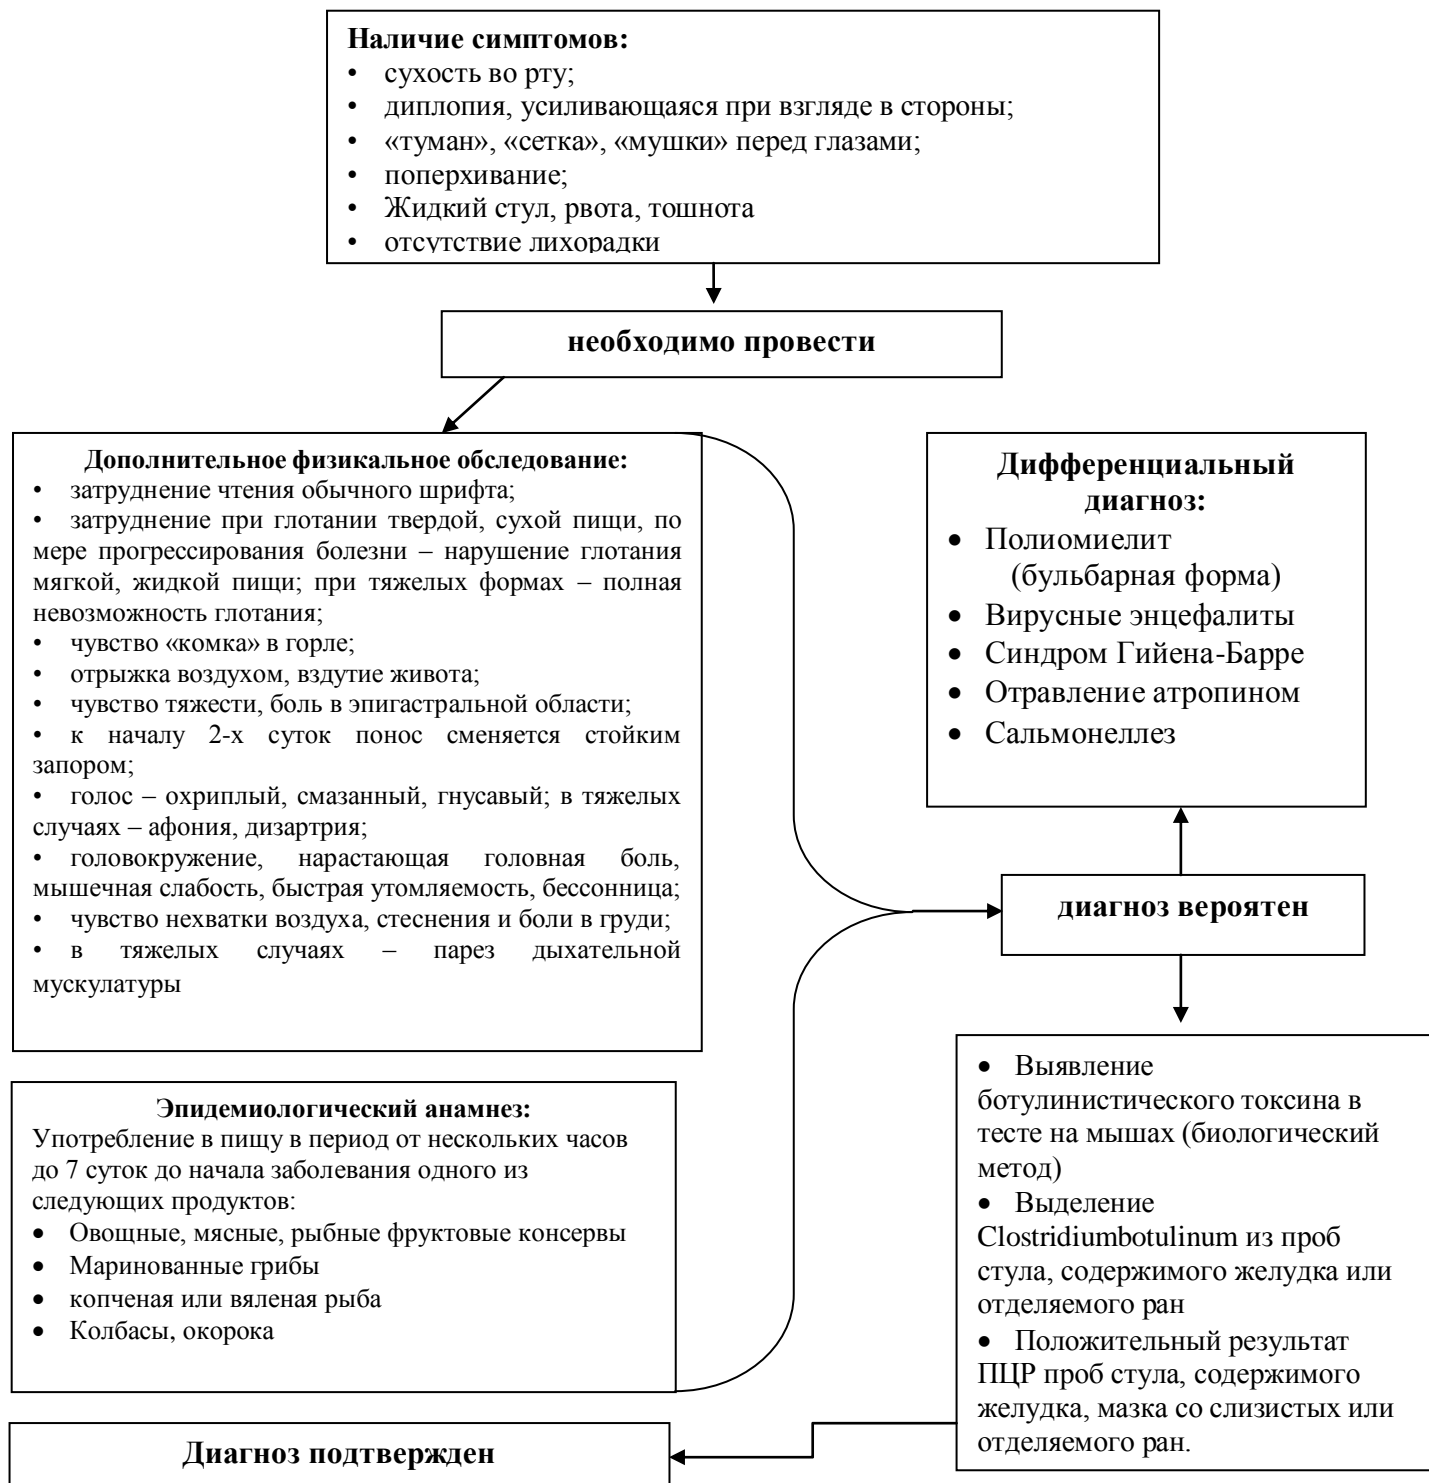 Наличие симптомов:
• сухость во рту;
• диплопия, усиливающаяся при взгляде в стороны;
• «туман», «сетка», «мушки» перед глазами;
• поперхивание;
• Жидкий стул, рвота, тошнота
• отсутствие лихорадки
необходимо провести
Дополнительное физикальное обследование:
• затруднение чтения обычного шрифта;
• затруднение при глотании твердой, сухой пищи, по
мере прогрессирования болезни – нарушение глотания
мягкой, жидкой пищи; при тяжелых формах – полная
невозможность глотания;
• чувство «комка» в горле;
• отрыжка воздухом, вздутие живота;
• чувство тяжести, боль в эпигастральной области;
• к началу 2-х суток понос сменяется стойким
запором;
• голос – охриплый, смазанный, гнусавый; в тяжелых
случаях – афония, дизартрия;
• головокружение, нарастающая головная боль,
мышечная слабость, быстрая утомляемость, бессонница;
• чувство нехватки воздуха, стеснения и боли в груди;
• в тяжелых случаях – парез дыхательной
мускулатуры
Дифференциальный
диагноз:
• Полиомиелит
(бульбарная форма)
• Вирусные энцефалиты
• Синдром Гийена-Барре
• Отравление атропином
• Сальмонеллез
диагноз вероятен
Эпидемиологический анамнез:
Употребление в пищу в период от нескольких часов
до 7 суток до начала заболевания одного из
следующих продуктов:
• Овощные, мясные, рыбные фруктовые консервы
• Маринованные грибы
• копченая или вяленая рыба
• Колбасы, окорока
• Выявление
ботулинистического токсина в
тесте на мышах (биологический
метод)
• Выделение
Clostridiumbotulinum из проб
стула, содержимого желудка или
отделяемого ран
• Положительный результат
ПЦР проб стула, содержимого
желудка, мазка со слизистых или
отделяемого ран.
Диагноз подтвержден